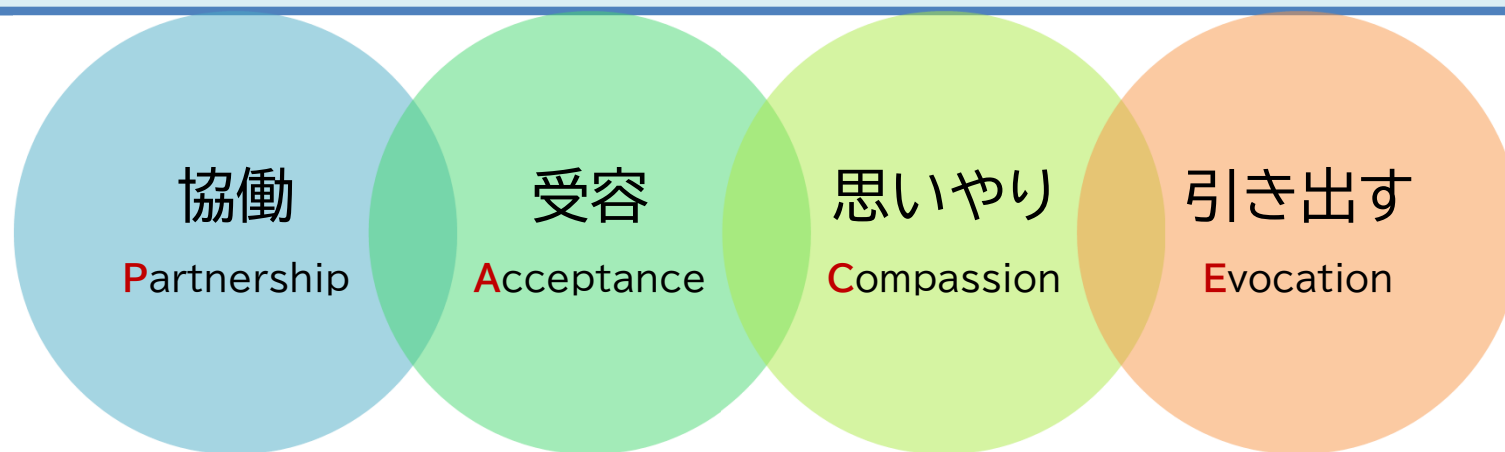 協働
Partnership
受容
Acceptance
思いやり
Compassion
引き出す
Evocation